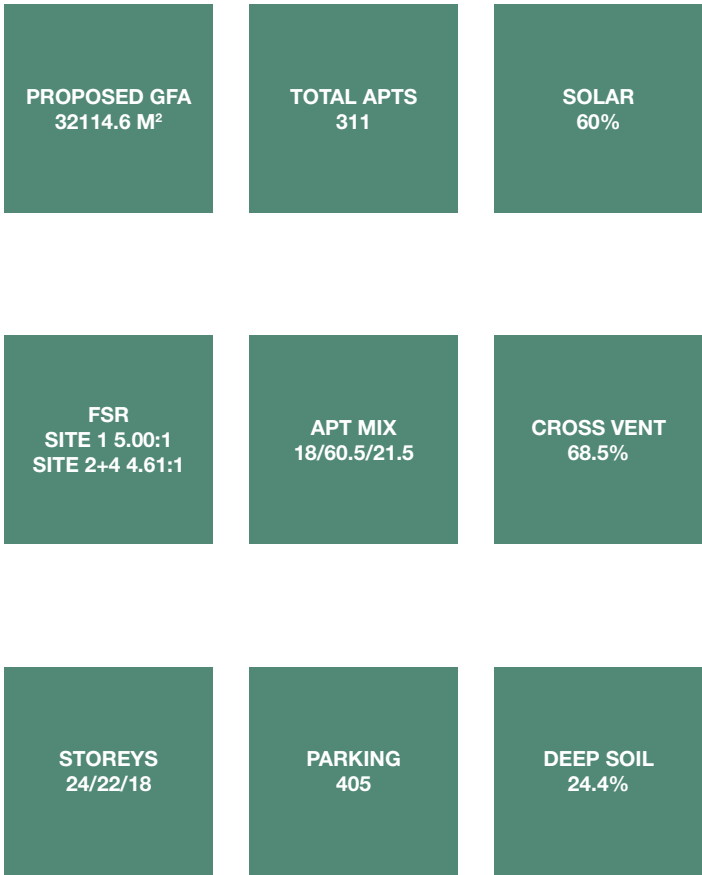 PROPOSED GFA
32114.6 M²
TOTAL APTS
311
SOLAR
60%
FSR
SITE 1 5.00:1
SITE 2+4 4.61:1
APT MIX
18/60.5/21.5
CROSS VENT
68.5%
STOREYS
24/22/18
PARKING
405
DEEP SOIL
24.4%